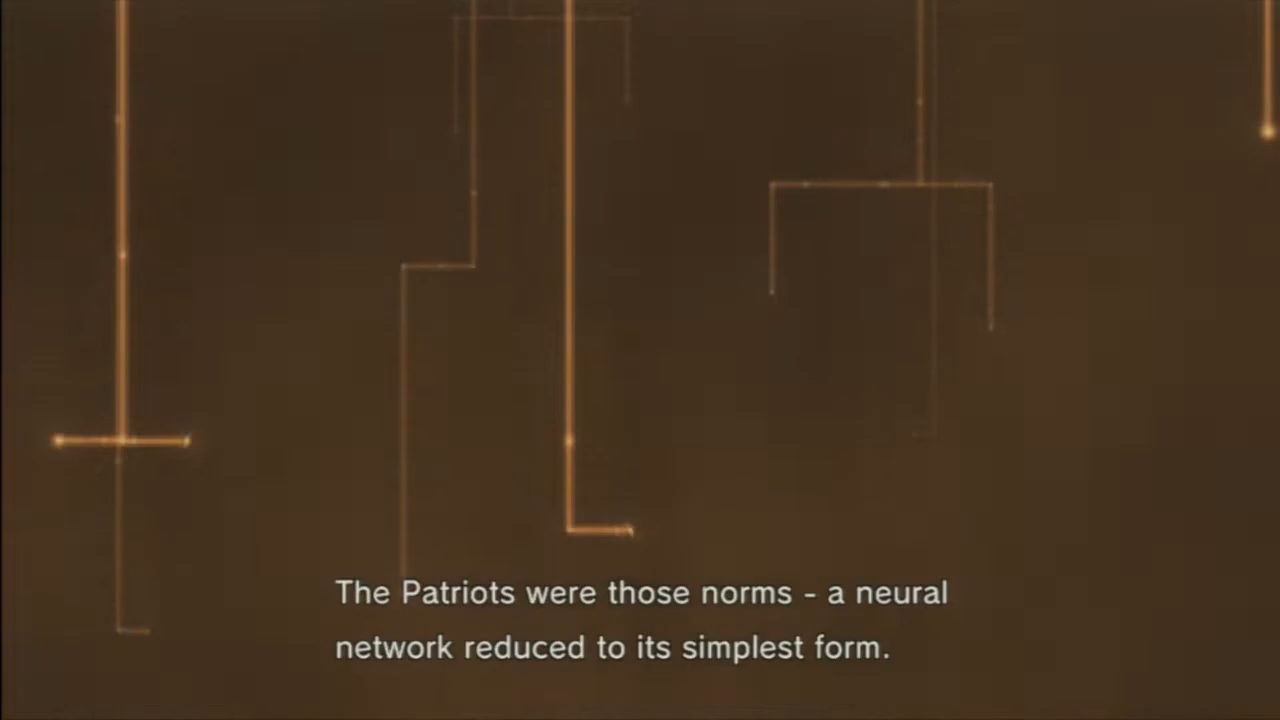 The Patriots were those norms - a neural
network reduced to its simplest form.